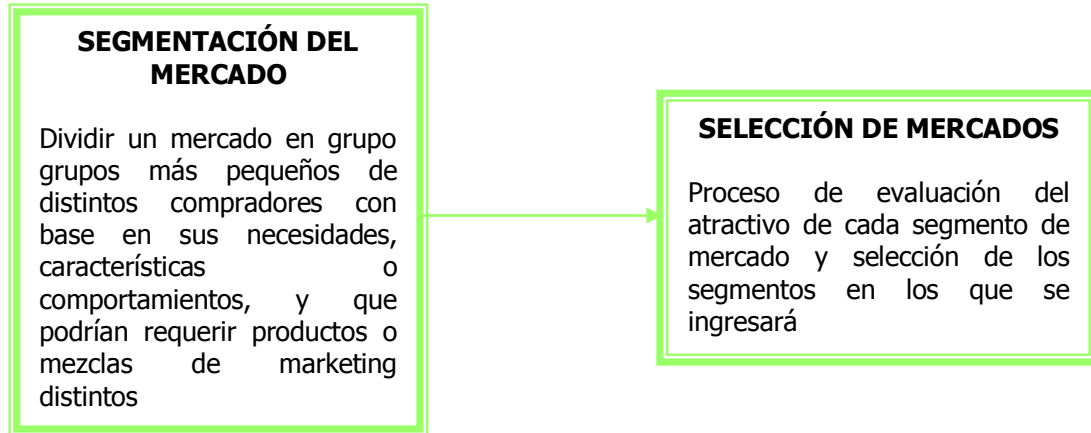 SEGMENTACIÓN DEL
MERCADO
Dividir un mercado en grupo
grupos más pequeños de
distintos compradores con
base en sus necesidades,
características o
comportamientos, y que
podrían requerir productos o
mezclas de marketing
distintos
SELECCIÓN DE MERCADOS
Proceso de evaluación del
atractivo de cada segmento de
mercado y selección de los
segmentos en los que se
ingresará